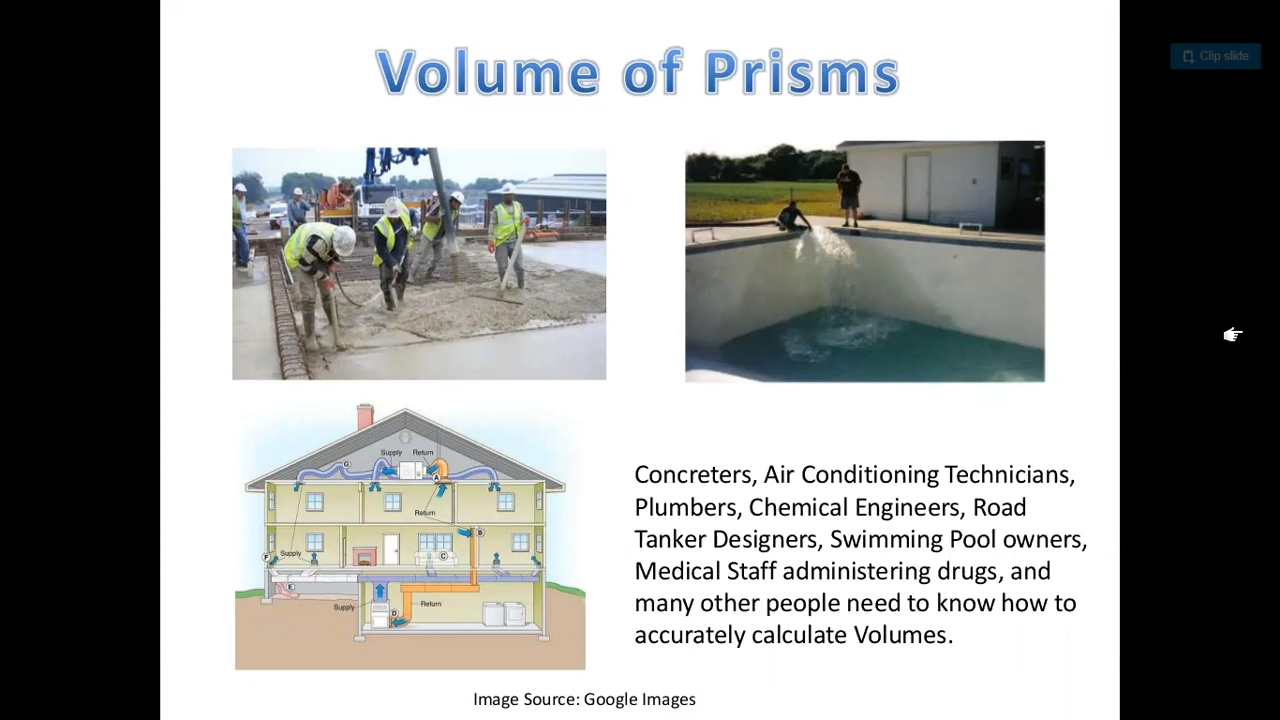 Clip slide
Volume of Prisms
Supply Return
G
A
Return
B
F
Supply
C
E
Supply
D
Return
Concreters, Air Conditioning Technicians,
Plumbers, Chemical Engineers, Road
Tanker Designers, Swimming Pool owners,
Medical Staff administering drugs, and
many other people need to know how to
accurately calculate Volumes.
Image Source: Google Images